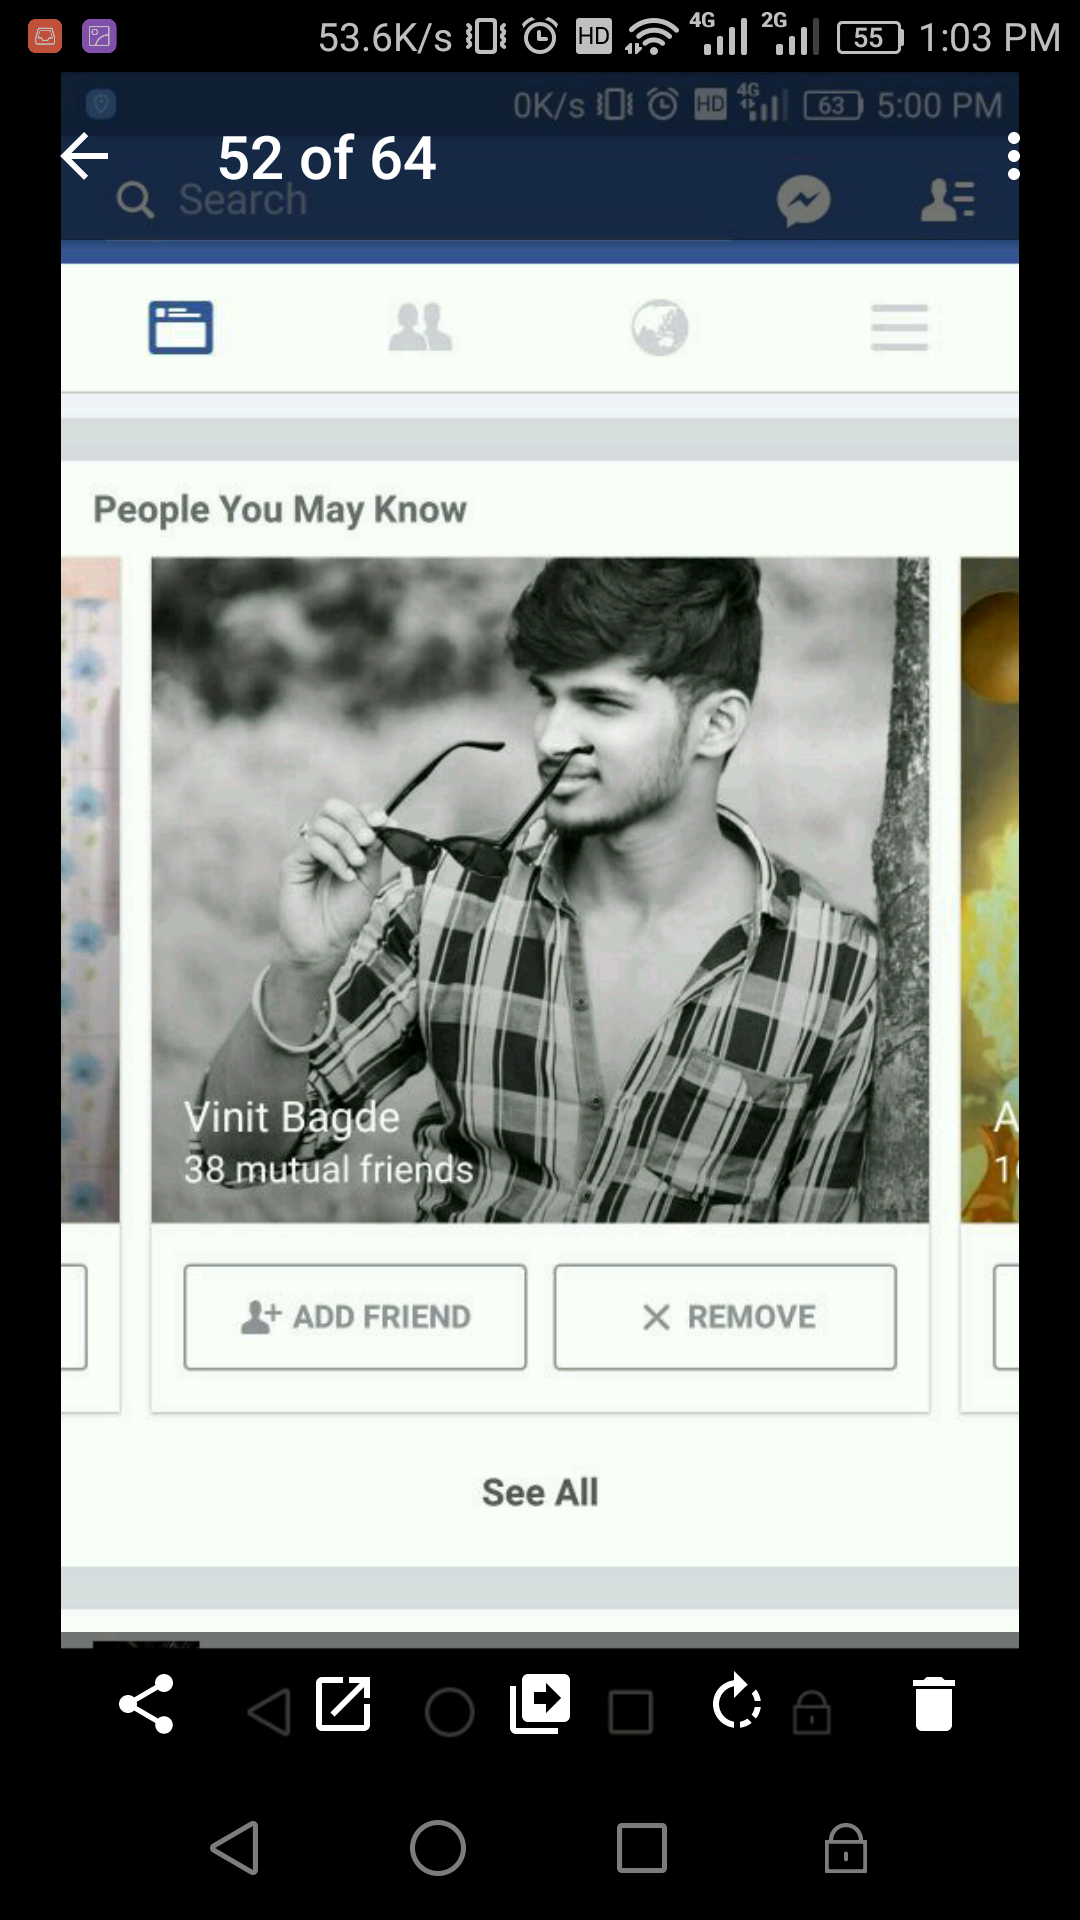 53.6K/s HD 4G 2G 55 1:03 PM
0K/s HD 4G 63 5:00 PM
52 of 64
Search
People You May Know
Vinit Bagde
38 mutual friends
A
1
ADD FRIEND
REMOVE
See All